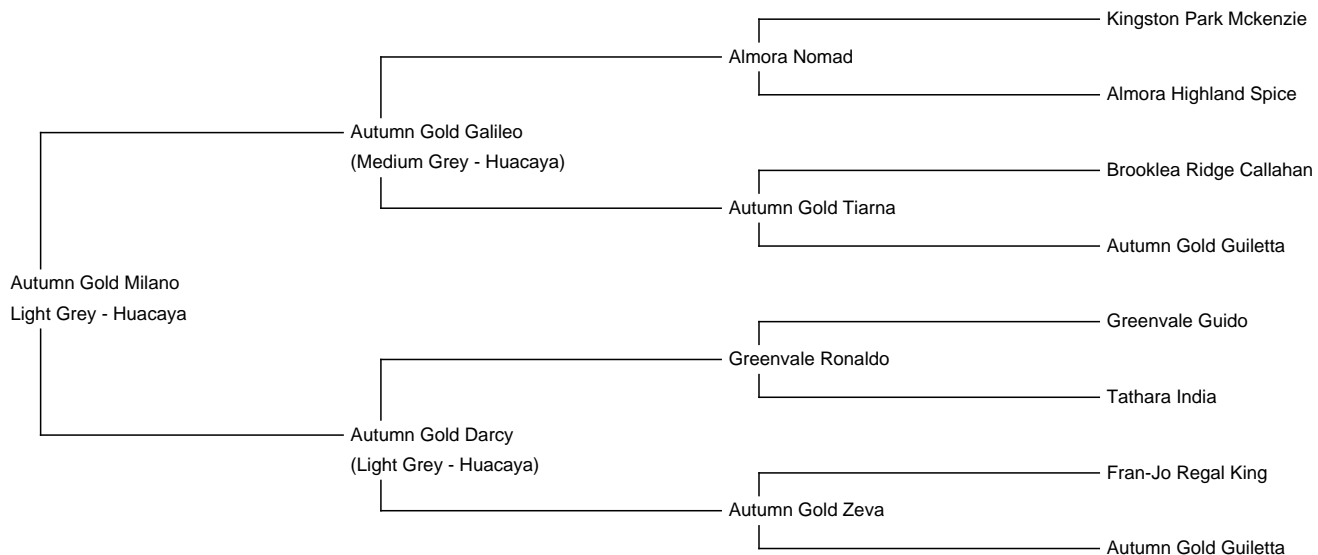 Kingston Park Mckenzie
Almora Nomad
Almora Highland Spice
Autumn Gold Galileo
(Medium Grey - Huacaya)
Brooklea Ridge Callahan
Autumn Gold Tiarna
Autumn Gold Guiletta
Autumn Gold Milano
Light Grey - Huacaya
Greenvale Guido
Greenvale Ronaldo
Tathara India
Autumn Gold Darcy
(Light Grey - Huacaya)
Fran-Jo Regal King
Autumn Gold Zeva
Autumn Gold Guiletta